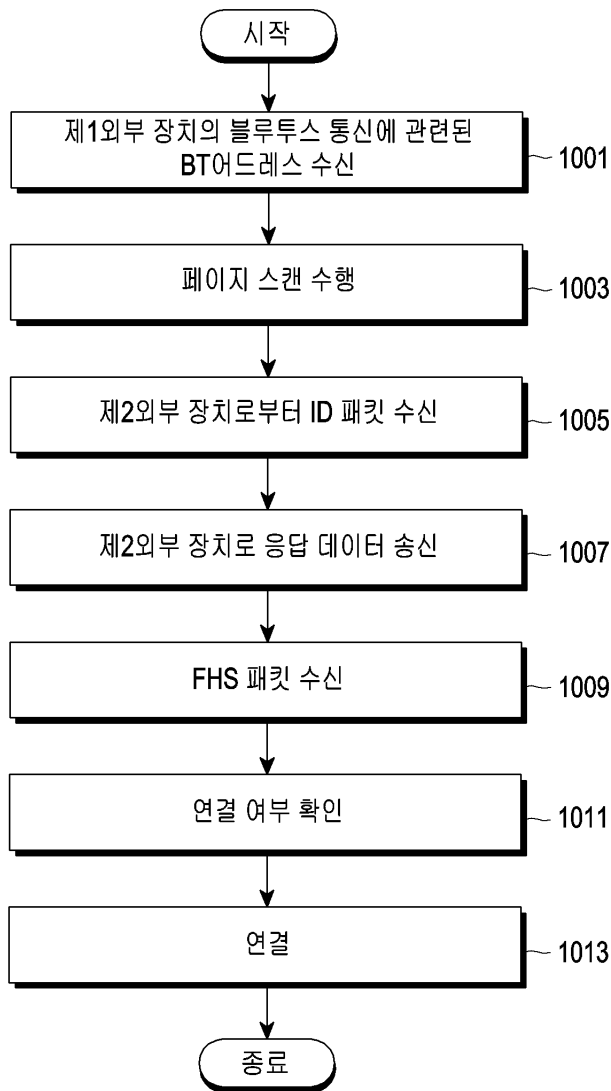 시작
제1외부 장치의 블루투스 통신에 관련된
BT어드레스 수신
1001
페이지 스캔 수행
1003
제2외부 장치로부터 ID 패킷 수신
1005
제2외부 장치로 응답 데이터 송신
1007
FHS 패킷 수신
1009
연결 여부 확인
1011
연결
1013
종료